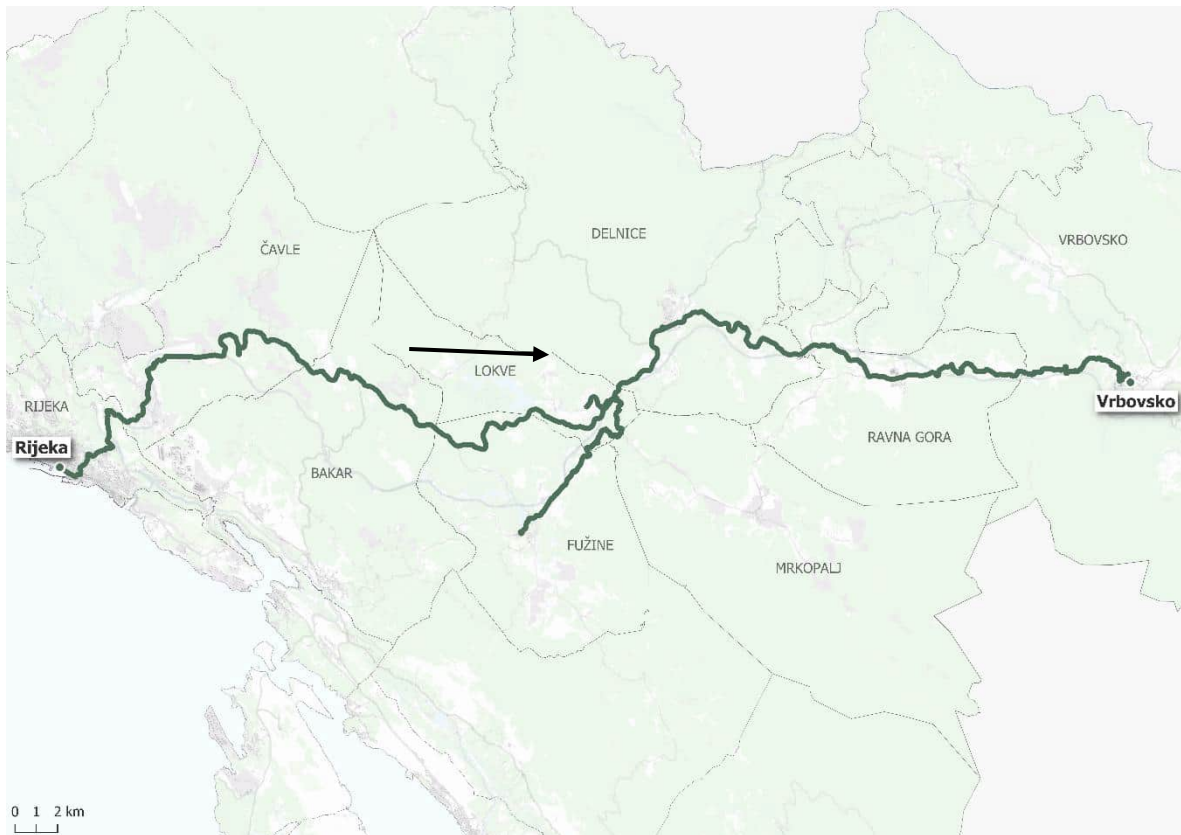 DELNICE
VRBOVSKO
ČAVLE
LOKVE
RIJEKA
Rijeka
Vrbovsko
RAVNA GORA
BAKAR
FUŽINE
MRKOPALJ
0 1 2 km